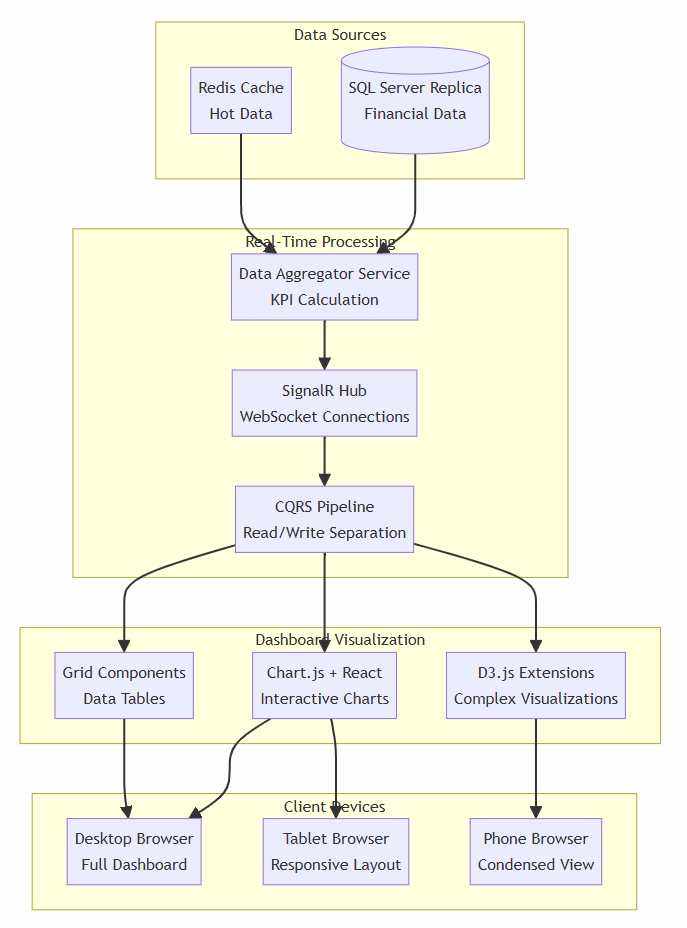 Data Sources
Redis Cache
Hot Data
SQL Server Replica
Financial Data
Real-Time Processing
Data Aggregator Service
KPI Calculation
SignalR Hub
WebSocket Connections
CQRS Pipeline
Read/Write Separation
Dashboard Visualization
Grid Components
Data Tables
Chart.js + React
Interactive Charts
D3.js Extensions
Complex Visualizations
Client Devices
Desktop Browser
Full Dashboard
Tablet Browser
Responsive Layout
Phone Browser
Condensed View